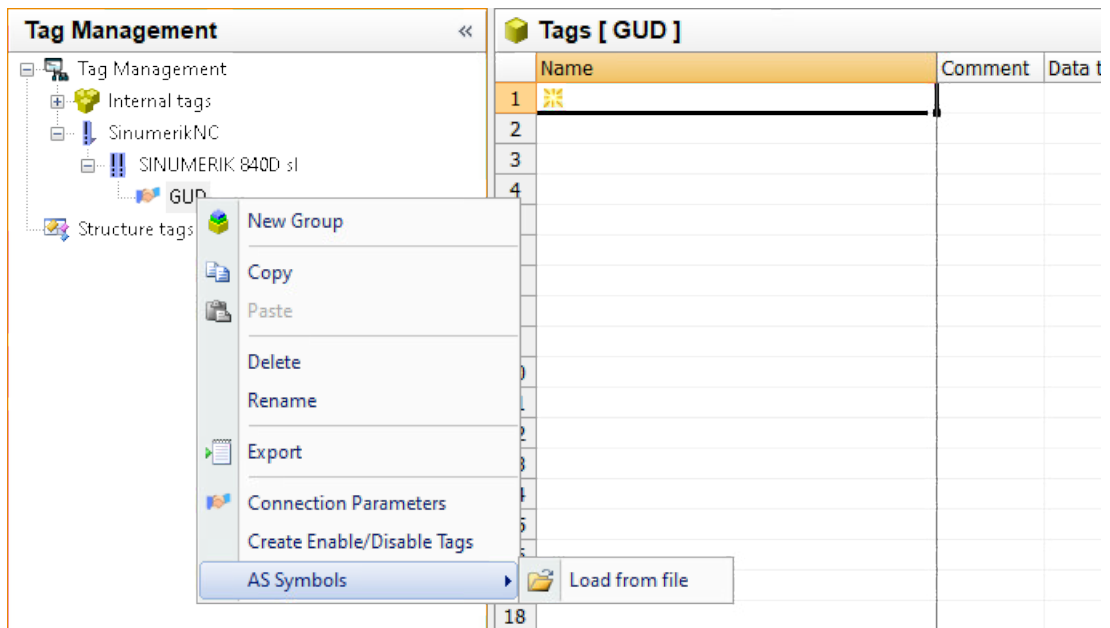 Tag Management «
Tag Management
Internal tags
SinumerikNC
SINUMERIK 840D sl
GUD
Structure tags
New Group
Copy
Paste
Delete
Rename
Export
Connection Parameters
Create Enable/Disable Tags
AS Symbols
Load from file
Tags [ GUD ]
Name Comment Data t
1
2
3
4
18